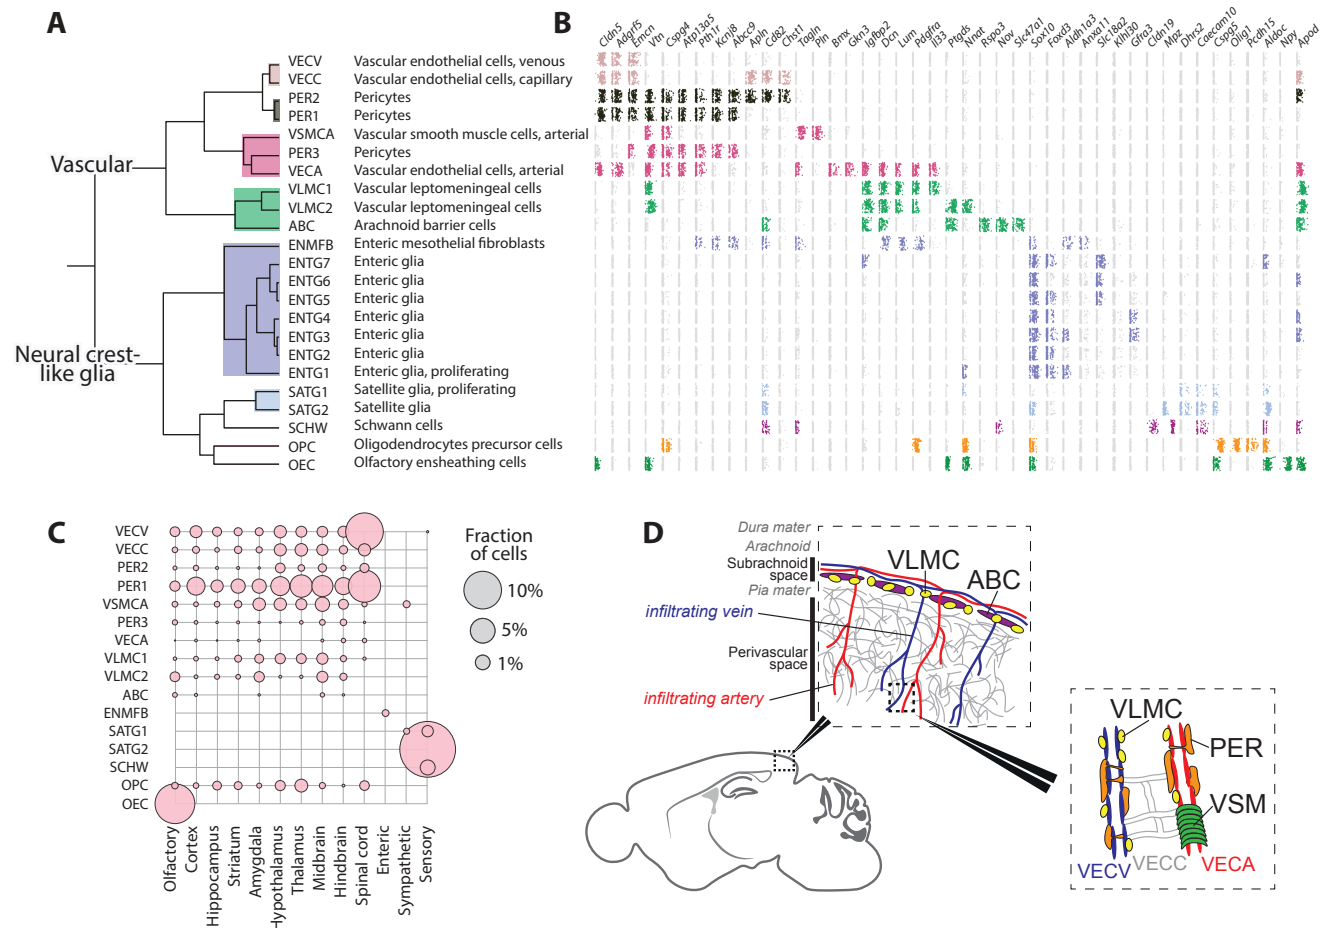 A
B
Cldn5 Adgrf5 Emcn Vtn Cspg4 Atp13a5 Pth1r Kcnj8 Abcc9 Apln Cd82 Chst1 Tagln Pln Bmx Gkn3 Igfbp2 Dcn Lum Pdgfra Il33 Ptgds Nnat Rspo3 Nov Slc47a1 Sox10 Foxd3 Aldh1a3 Anxa11 Slc18a2 Klhl30 Gfra3 Cldn19 Mpz Dhrs2 Caecam10 Cspg5 Olig1 Pcdh15 Aldoc Npy Apod
VECV Vascular endothelial cells, venous
VECC Vascular endothelial cells, capillary
PER2 Pericytes
PER1 Pericytes
VSMCA Vascular smooth muscle cells, arterial
PER3 Pericytes
VECA Vascular endothelial cells, arterial
VLMC1 Vascular leptomeningeal cells
VLMC2 Vascular leptomeningeal cells
ABC Arachnoid barrier cells
ENMFB Enteric mesothelial fibroblasts
ENTG7 Enteric glia
ENTG6 Enteric glia
ENTG5 Enteric glia
ENTG4 Enteric glia
ENTG3 Enteric glia
ENTG2 Enteric glia
ENTG1 Enteric glia, proliferating
SATG1 Satellite glia, proliferating
SATG2 Satellite glia
SCHW Schwann cells
OPC Oligodendrocytes precursor cells
OEC Olfactory ensheathing cells
Vascular
Neural crest-
like glia
C
VECV
VECC
PER2
PER1
VSMCA
PER3
VECA
VLMC1
VLMC2
ABC
ENMFB
SATG1
SATG2
SCHW
OPC
OEC
Olfactory
Cortex
Hippocampus
Striatum
Amygdala
Hypothalamus
Thalamus
Midbrain
Hindbrain
Spinal cord
Enteric
Sympathetic
Sensory
Fraction
of cells
10%
5%
1%
D
Dura mater
Arachnoid
Subrachnoid
space
Pia mater
infiltrating vein
Perivascular
space
infiltrating artery
VLMC
ABC
VLMC
PER
VSM
VECV
VECC
VECA